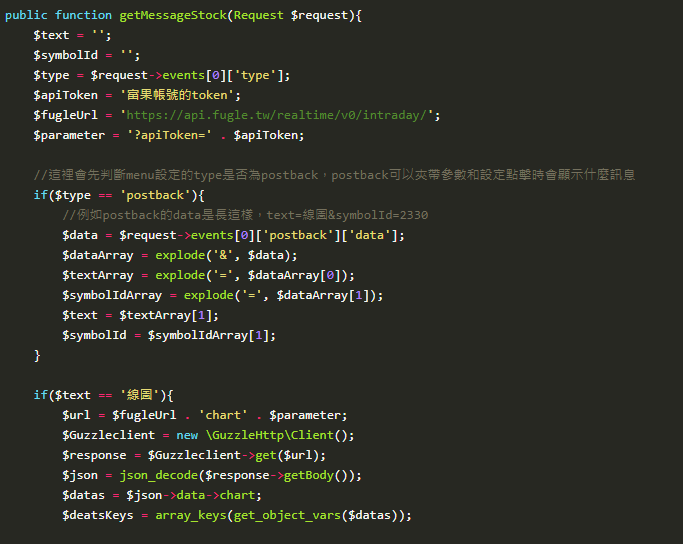 public function getMessageStock(Request $request){
    $text = '';
    $symbolId = '';
    $type = $request->events[0]['type'];
    $apiToken = '富果帳號的token';
    $fugleUrl = 'https://api.fugle.tw/realtime/v0/intraday/';
    $parameter = '?apiToken=' . $apiToken;

    //這裡會先判斷menu設定的type是否為postback，postback可以夾帶參數和設定點擊時會顯示什麼訊息
    if($type == 'postback'){
        //例如postback的data是長這樣，text=線圖&symbolId=2330
        $data = $request->events[0]['postback']['data'];
        $dataArray = explode('&', $data);
        $textArray = explode('=', $dataArray[0]);
        $symbolIdArray = explode('=', $dataArray[1]);
        $text = $textArray[1];
        $symbolId = $symbolIdArray[1];
    }

    if($text == '線圖'){
        $url = $fugleUrl . 'chart' . $parameter;
        $Guzzleclient = new \GuzzleHttp\Client();
        $response = $Guzzleclient->get($url);
        $json = json_decode($response->getBody());
        $datas = $json->data->chart;
        $deatsKeys = array_keys(get_object_vars($datas));